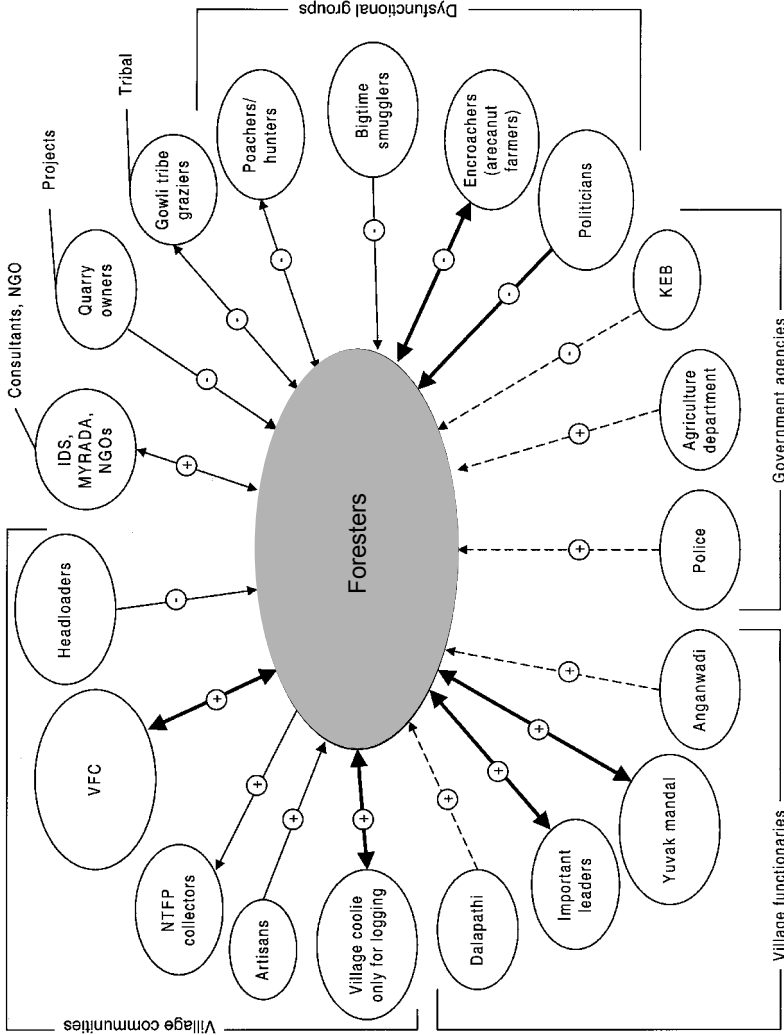 Dysfunctional groups
Tribal
Projects
Consultants, NGO
Poachers/
hunters
Bigtime
smugglers
Encroachers
(arecanut
farmers)
Politicians
Gowli tribe
graziers
Quarry
owners
IDS,
MYRADA,
NGOs
KEB
Agriculture
department
Police
Government agencies
Foresters
Headloaders
VFC
NTFP
collectors
Artisans
Village coolie
only for logging
Village communities
Dalapathi
Important
leaders
Yuvak mandal
Anganwadi
Village functionaries
-
-
-
-
-
-
-
+
+
+
+
+
+
+
+
+
+
-